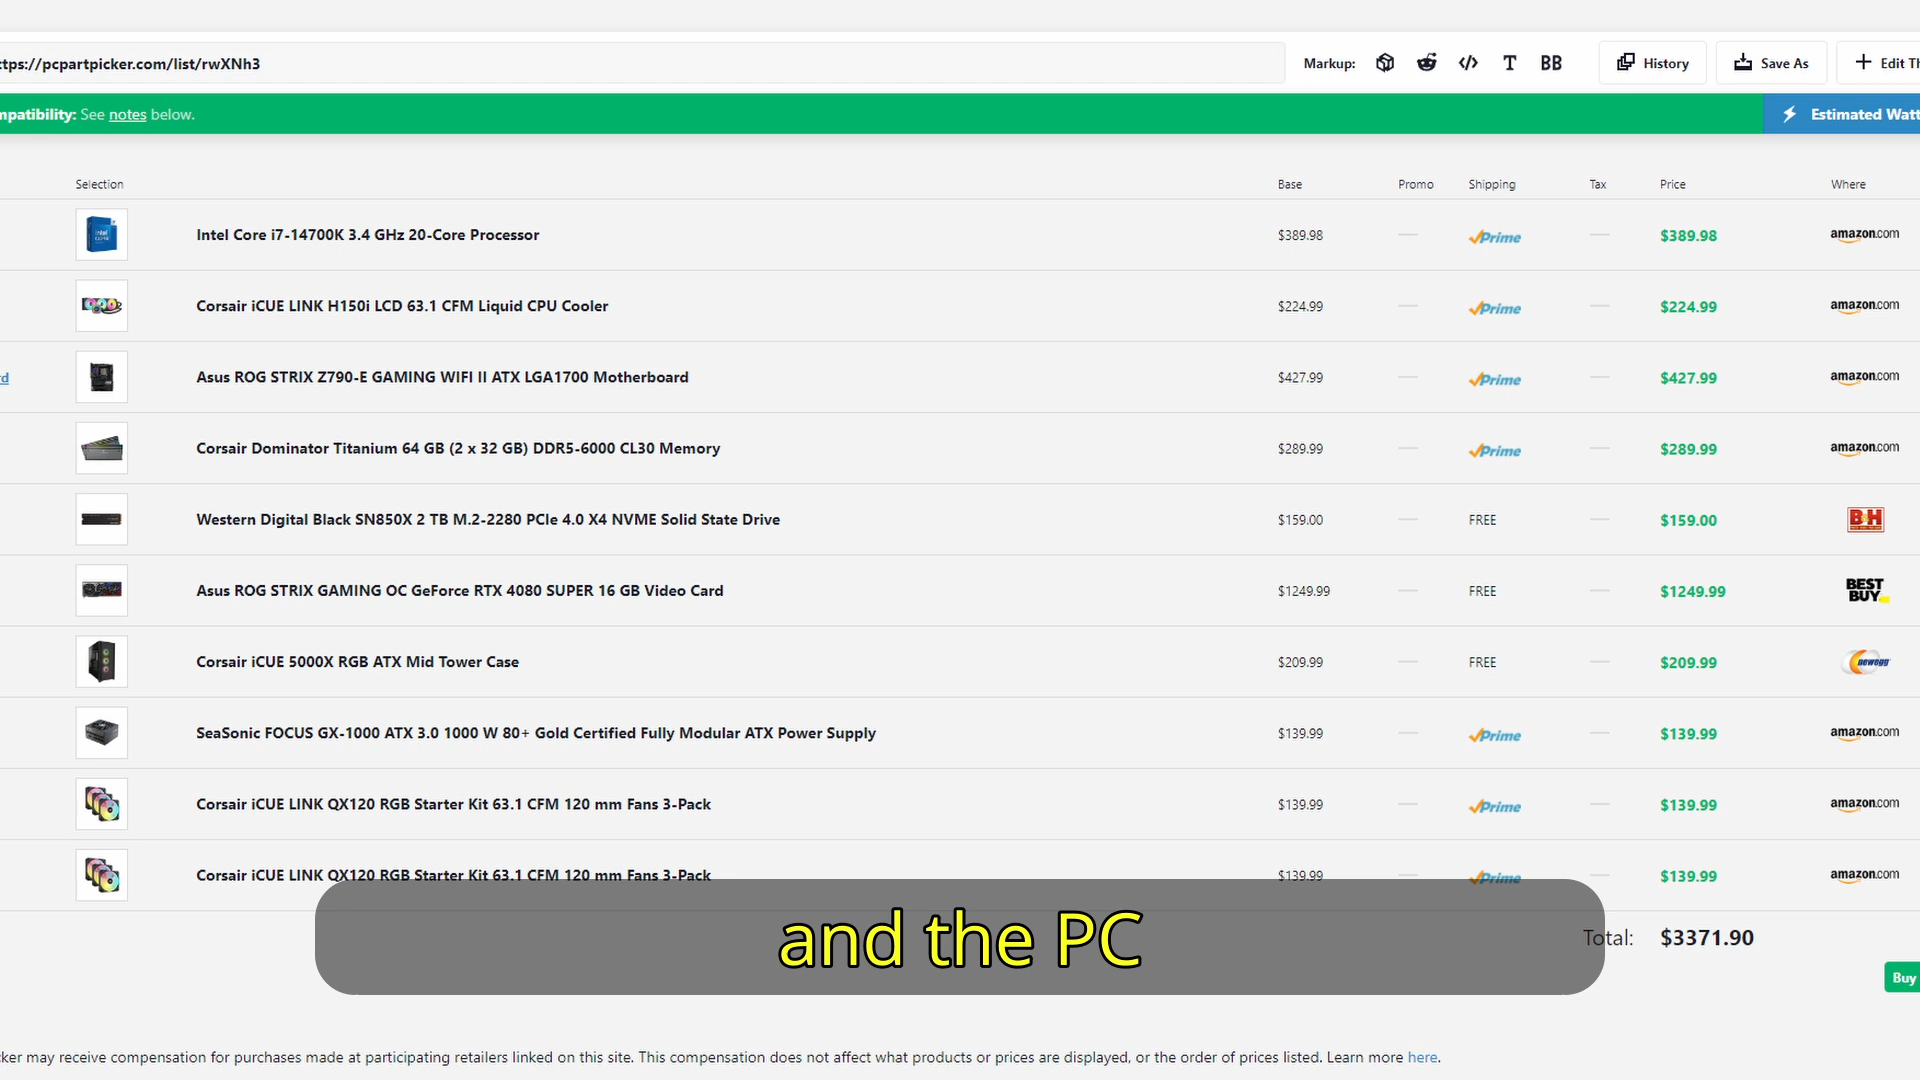 ttps://pcpartpicker.com/list/rwXNh3
Markup: T BB History Save As Edit Th
mpatibility: See notes below.
Estimated Watt
Selection Base Promo Shipping Tax Price Where
Intel Core i7-14700K 3.4 GHz 20-Core Processor $389.98 — Prime — $389.98 amazon.com
Corsair iCUE LINK H150i LCD 63.1 CFM Liquid CPU Cooler $224.99 — Prime — $224.99 amazon.com
rd Asus ROG STRIX Z790-E GAMING WIFI II ATX LGA1700 Motherboard $427.99 — Prime — $427.99 amazon.com
Corsair Dominator Titanium 64 GB (2 x 32 GB) DDR5-6000 CL30 Memory $289.99 — Prime — $289.99 amazon.com
Western Digital Black SN850X 2 TB M.2-2280 PCIe 4.0 X4 NVME Solid State Drive $159.00 — FREE — $159.00 B&H
Asus ROG STRIX GAMING OC GeForce RTX 4080 SUPER 16 GB Video Card $1249.99 — FREE — $1249.99 BEST BUY
Corsair iCUE 5000X RGB ATX Mid Tower Case $209.99 — FREE — $209.99 newegg
SeaSonic FOCUS GX-1000 ATX 3.0 1000 W 80+ Gold Certified Fully Modular ATX Power Supply $139.99 — Prime — $139.99 amazon.com
Corsair iCUE LINK QX120 RGB Starter Kit 63.1 CFM 120 mm Fans 3-Pack $139.99 — Prime — $139.99 amazon.com
Corsair iCUE LINK QX120 RGB Starter Kit 63.1 CFM 120 mm Fans 3-Pack $139.99 — Prime — $139.99 amazon.com
and the PC
Total: $3371.90
Buy
cker may receive compensation for purchases made at participating retailers linked on this site. This compensation does not affect what products or prices are displayed, or the order of prices listed. Learn more here.